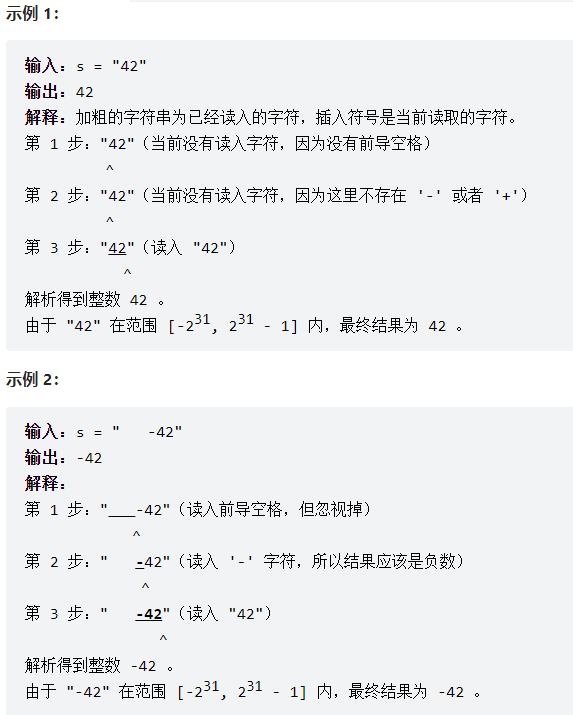 示例 1：
输入：s = "42"
输出：42
解释：加粗的字符串为已经读入的字符，插入符号是当前读取的字符。
第 1 步："42"（当前没有读入字符，因为没有前导空格）
^
第 2 步："42"（当前没有读入字符，因为这里不存在 '-' 或者 '+'）
^
第 3 步："42"（读入 "42"）
^
解析得到整数 42 。
由于 "42" 在范围 [-2³¹, 2³¹ - 1] 内，最终结果为 42 。
示例 2：
输入：s = "   -42"
输出：-42
解释：
第 1 步："___-42"（读入前导空格，但忽视掉）
^
第 2 步："   -42"（读入 '-' 字符，所以结果应该是负数）
^
第 3 步："   -42"（读入 "42"）
^
解析得到整数 -42 。
由于 "-42" 在范围 [-2³¹, 2³¹ - 1] 内，最终结果为 -42 。